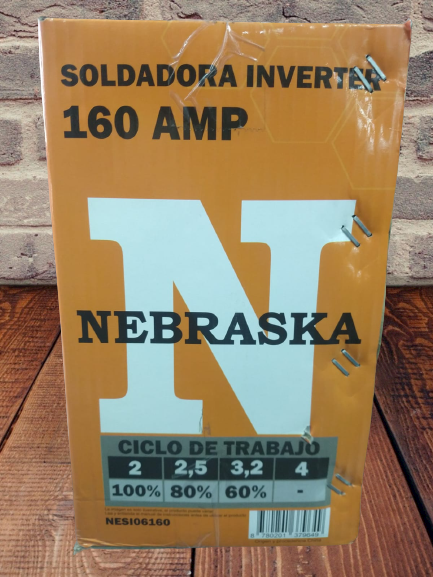 SOLDADORA INVERTER
160 AMP
N
NEBRASKA
CICLO DE TRABAJO
2 2,5 3,2 4
100% 80% 60% -
NESI06160